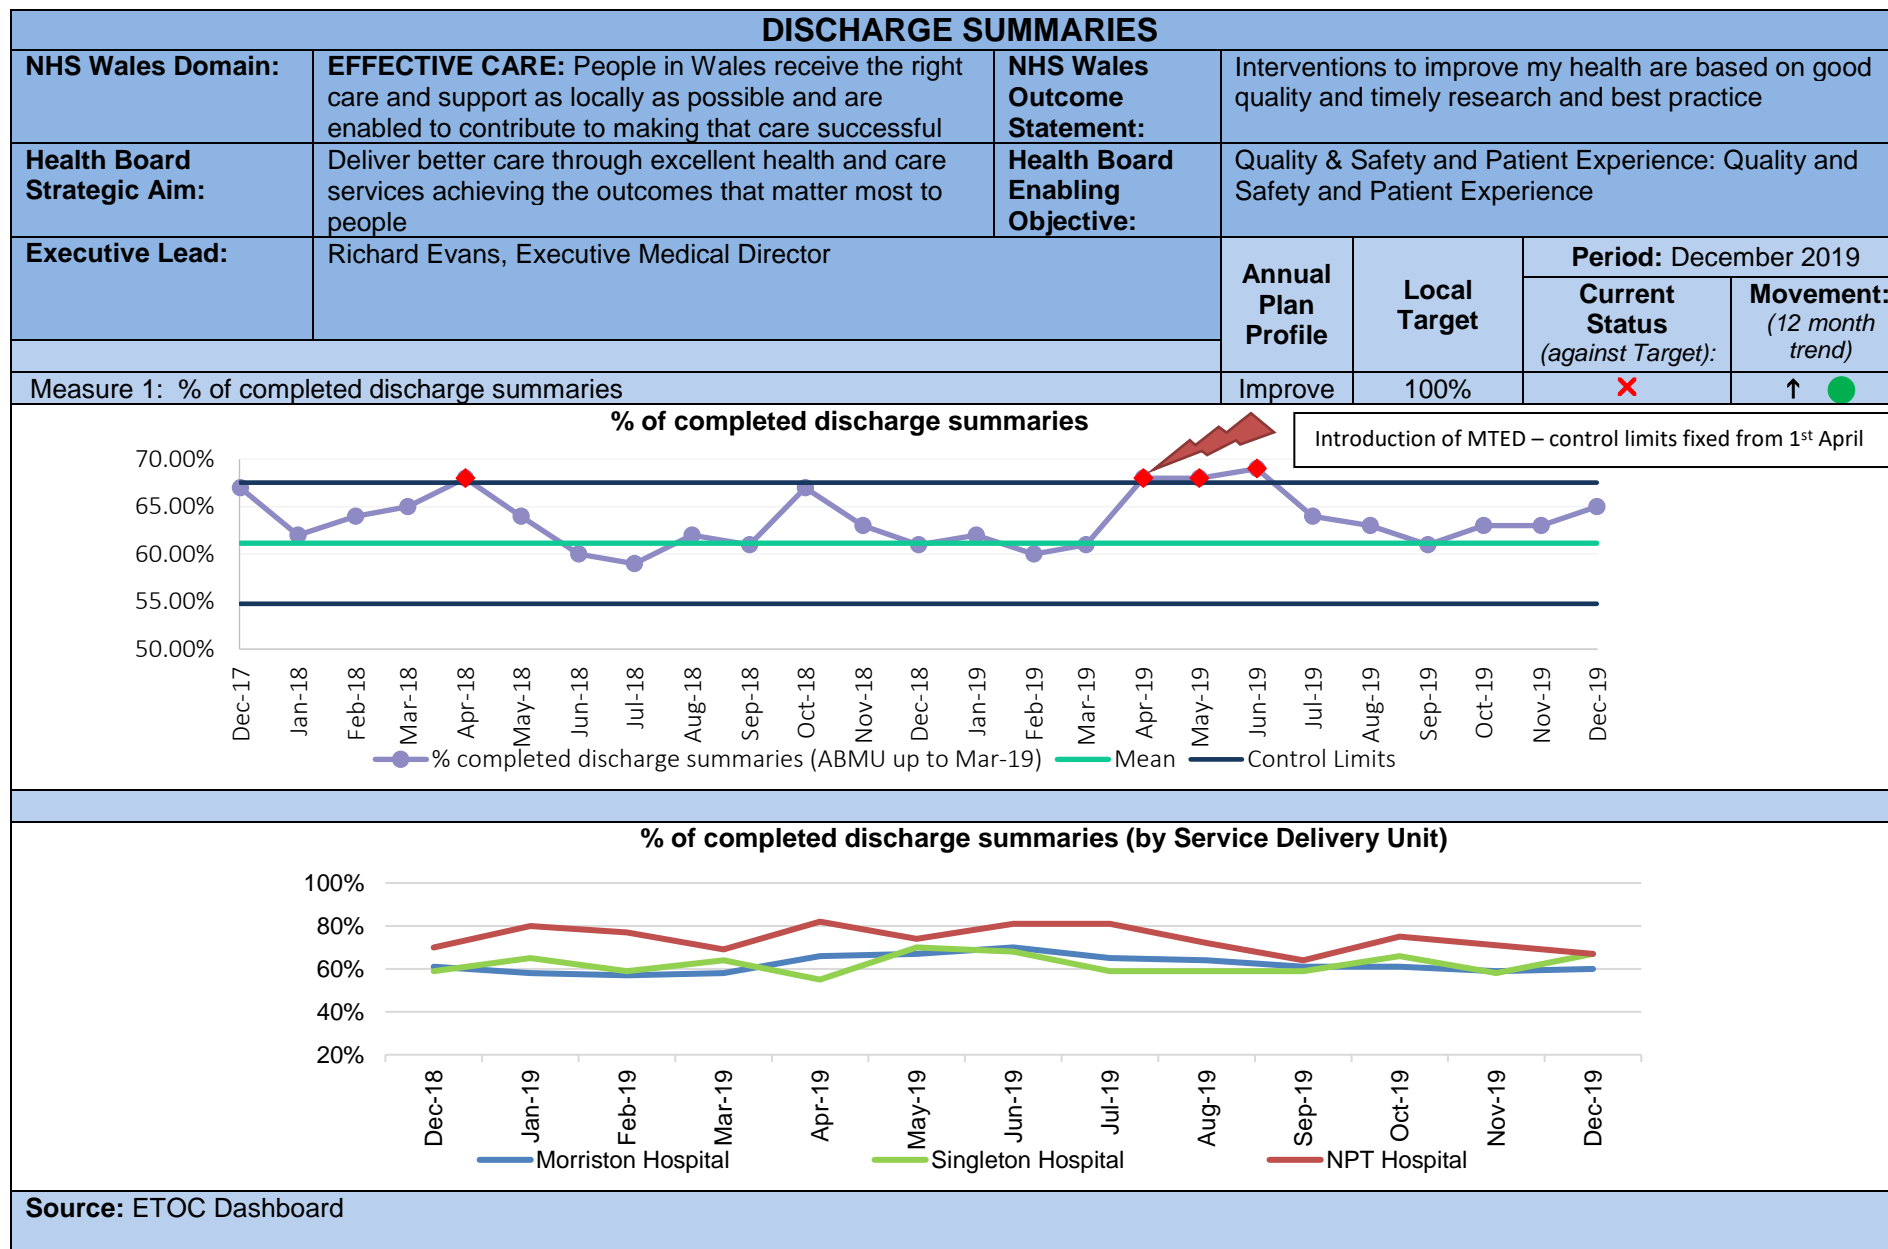 DISCHARGE SUMMARIES
NHS Wales Domain:
EFFECTIVE CARE: People in Wales receive the right
care and support as locally as possible and are
enabled to contribute to making that care successful
NHS Wales
Outcome
Statement:
Interventions to improve my health are based on good
quality and timely research and best practice
Health Board
Strategic Aim:
Deliver better care through excellent health and care
services achieving the outcomes that matter most to
people
Health Board
Enabling
Objective:
Quality & Safety and Patient Experience: Quality and
Safety and Patient Experience
Executive Lead:
Richard Evans, Executive Medical Director
Annual
Plan
Profile
Local
Target
Period: December 2019
Current
Status
(against Target):
Movement:
(12 month
trend)
Measure 1: % of completed discharge summaries
Improve
100%
% of completed discharge summaries
Introduction of MTED – control limits fixed from 1st April
70.00%
65.00%
60.00%
55.00%
50.00%
Dec-17
Jan-18
Feb-18
Mar-18
Apr-18
May-18
Jun-18
Jul-18
Aug-18
Sep-18
Oct-18
Nov-18
Dec-18
Jan-19
Feb-19
Mar-19
Apr-19
May-19
Jun-19
Jul-19
Aug-19
Sep-19
Oct-19
Nov-19
Dec-19
% completed discharge summaries (ABMU up to Mar-19)
Mean
Control Limits
% of completed discharge summaries (by Service Delivery Unit)
100%
80%
60%
40%
20%
Dec-18
Jan-19
Feb-19
Mar-19
Apr-19
May-19
Jun-19
Jul-19
Aug-19
Sep-19
Oct-19
Nov-19
Dec-19
Morriston Hospital
Singleton Hospital
NPT Hospital
Source: ETOC Dashboard